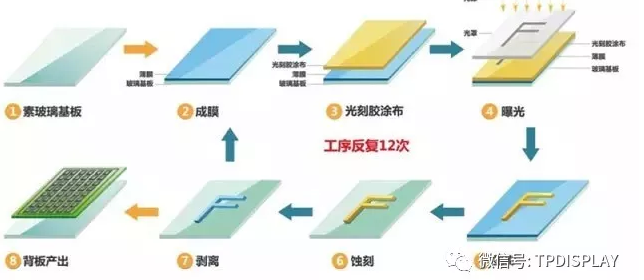 光罩
薄膜
玻璃基板
光刻胶涂布
薄膜
玻璃基板
光刻胶涂布
薄膜
玻璃基板
1 素玻璃基板
2 成膜
3 光刻胶涂布
4 曝光
工序反复12次
8 背板产出
7 剥离
6 蚀刻
微信号: TPDISPLAY